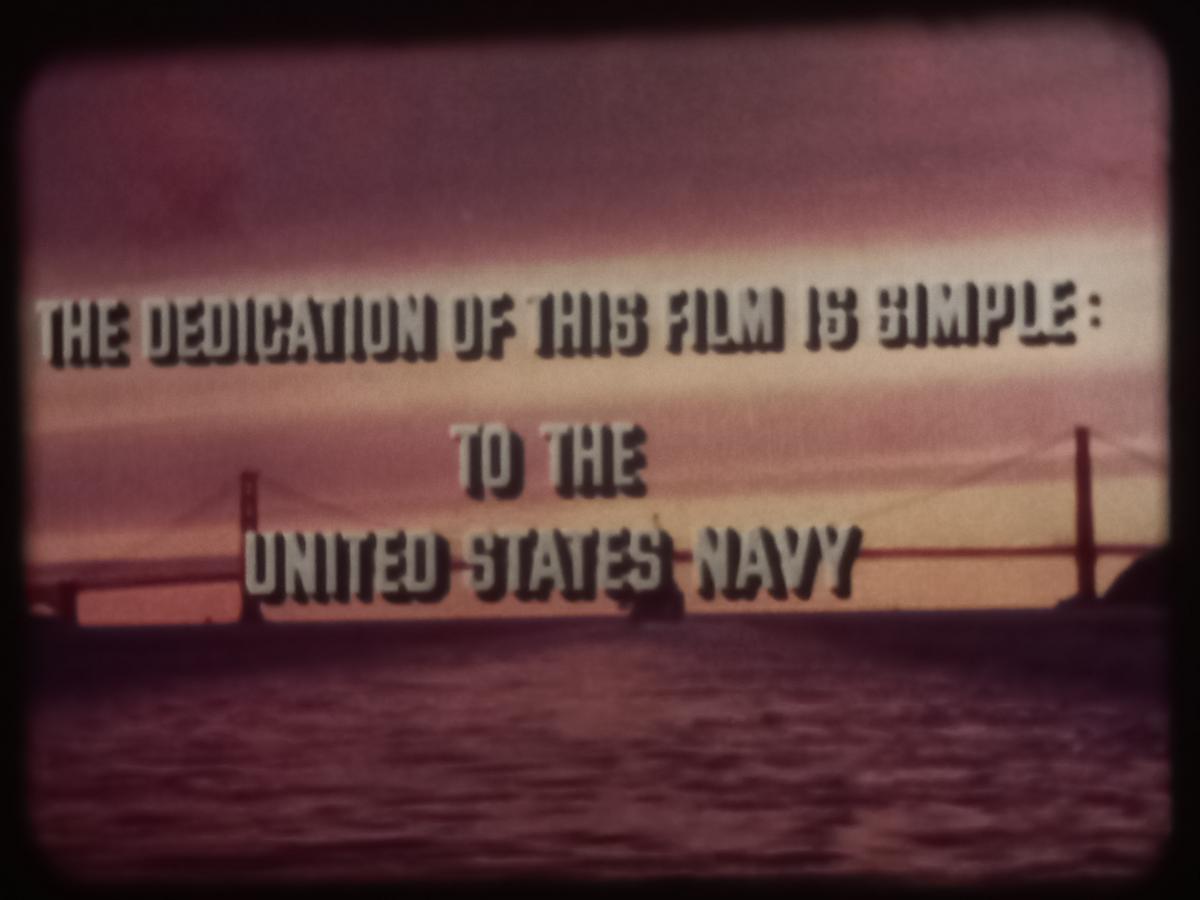 THE DEDICATION OF THIS FILM IS SIMPLE:
TO THE
UNITED STATES NAVY